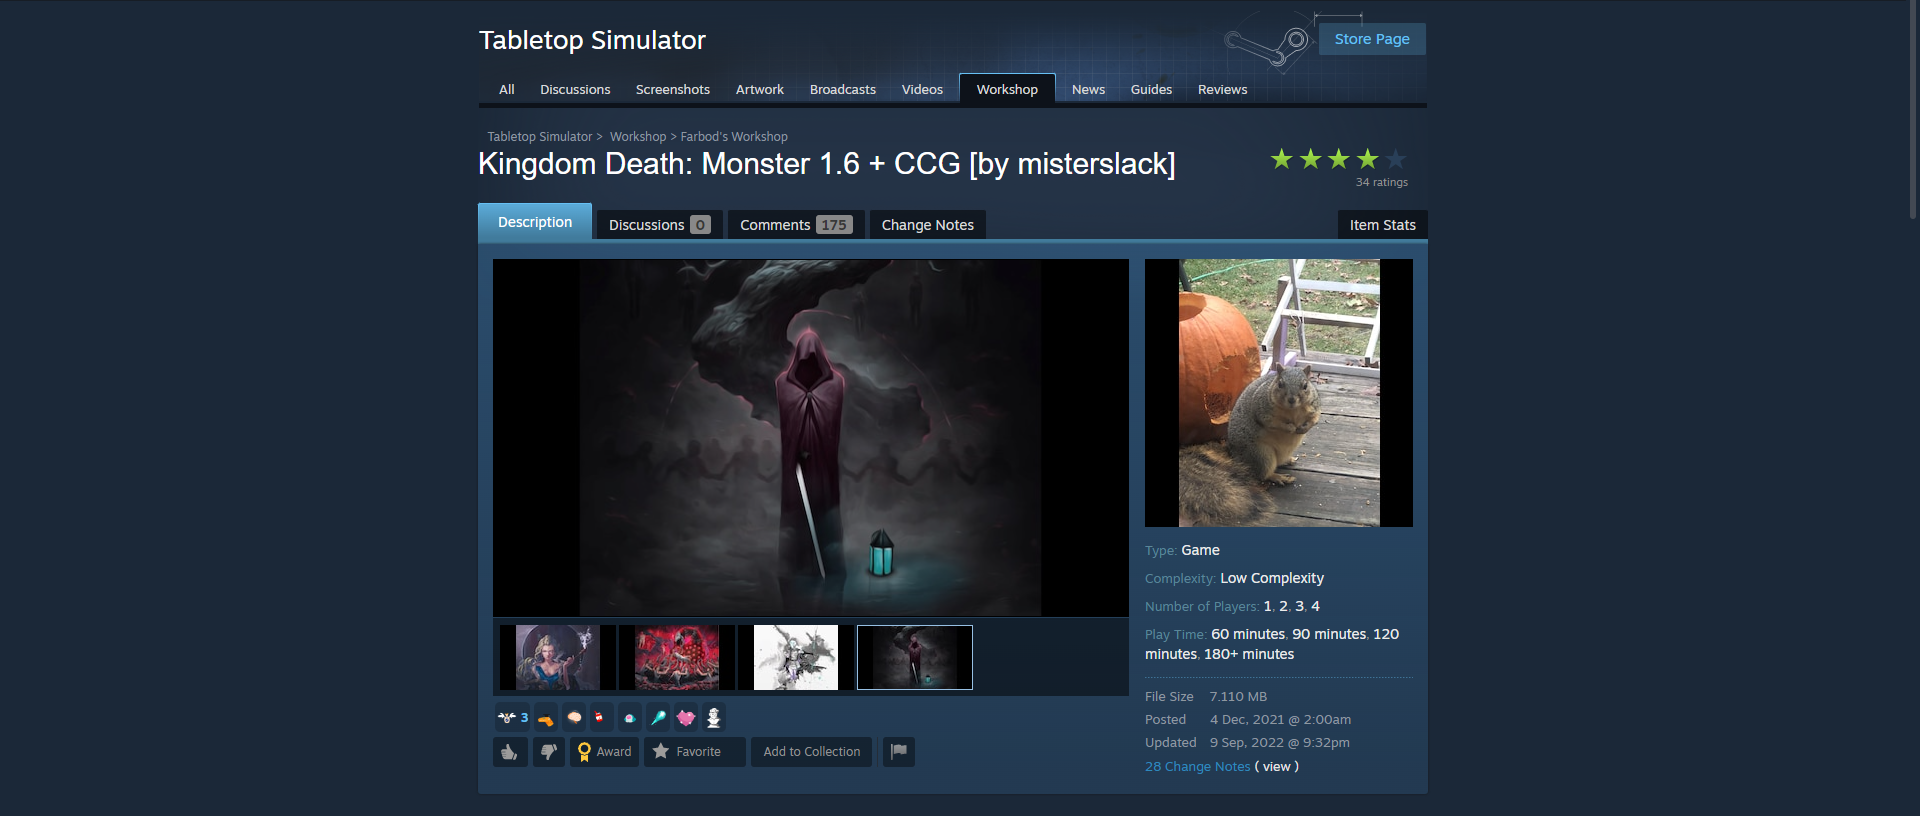 Tabletop Simulator
Store Page
All Discussions Screenshots Artwork Broadcasts Videos Workshop News Guides Reviews
Tabletop Simulator > Workshop > Farbod's Workshop
Kingdom Death: Monster 1.6 + CCG [by misterslack]
34 ratings
Description Discussions 0 Comments 175 Change Notes Item Stats
Type: Game
Complexity: Low Complexity
Number of Players: 1, 2, 3, 4
Play Time: 60 minutes, 90 minutes, 120
minutes, 180+ minutes
File Size 7.110 MB
Posted 4 Dec, 2021 @ 2:00am
Updated 9 Sep, 2022 @ 9:32pm
28 Change Notes ( view )
3
Award Favorite Add to Collection